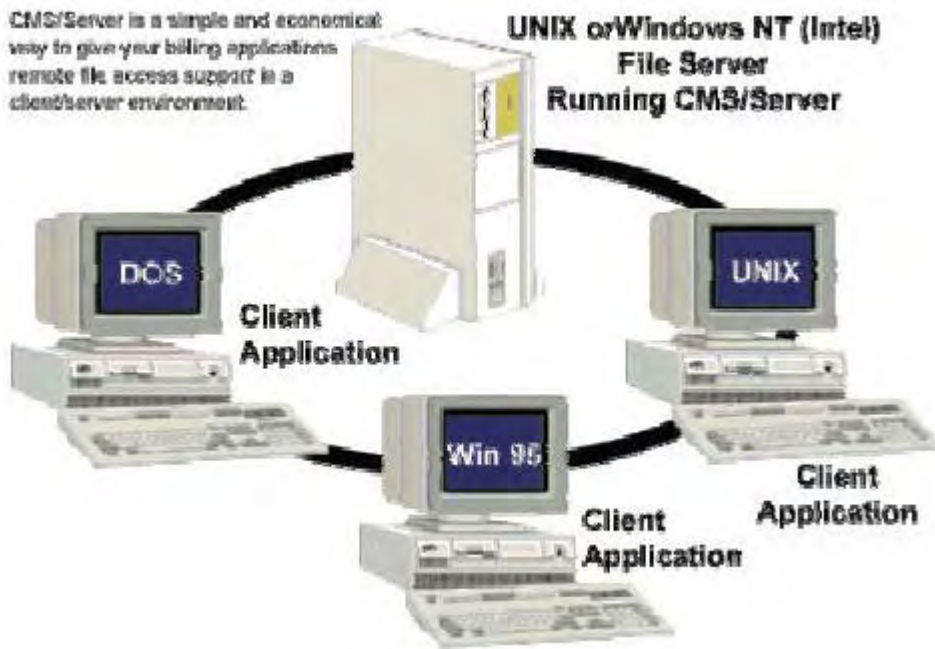 CMS/Server is a simple and economical
way to give your billing applications
remote file access support in a
client/server environment.
UNIX orWindows NT (Intel)
File Server
Running CMS/Server
DOS
UNIX
Client
Application
Win 95
Client
Application
Client
Application